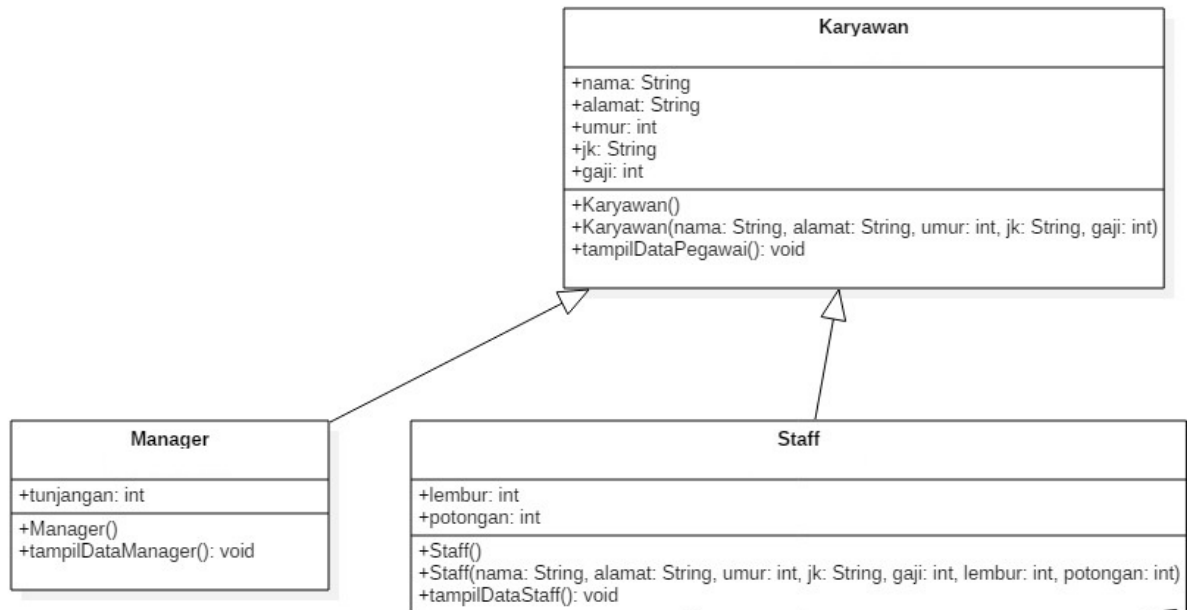 Karyawan
+nama: String
+alamat: String
+umur: int
+jk: String
+gaji: int
+Karyawan()
+Karyawan(nama: String, alamat: String, umur: int, jk: String, gaji: int)
+tampilDataPegawai(): void
Manager
+tunjangan: int
+Manager()
+tampilDataManager(): void
Staff
+lembur: int
+potongan: int
+Staff()
+Staff(nama: String, alamat: String, umur: int, jk: String, gaji: int, lembur: int, potongan: int)
+tampilDataStaff(): void